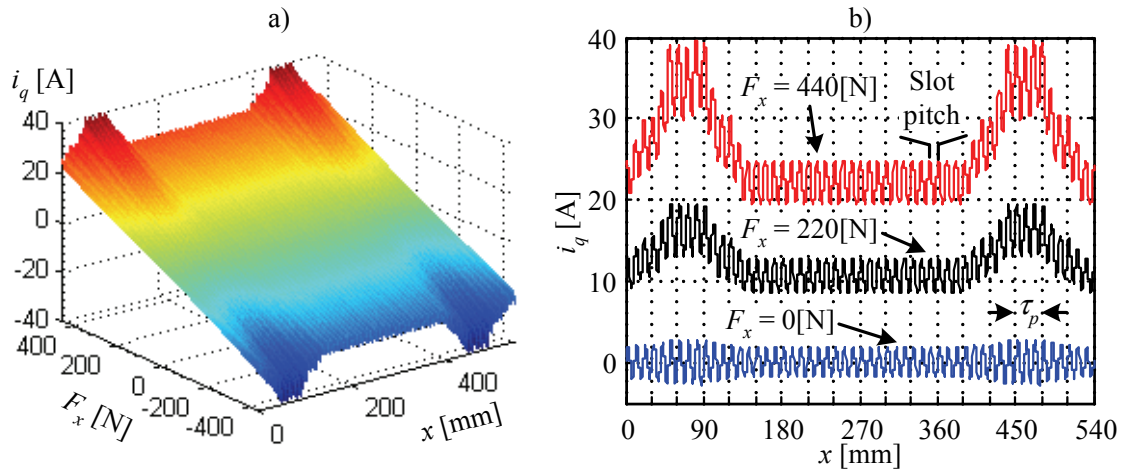 a)
i_q [A]
40
20
0
-20
-40
400
200
0
-200
-400
F_x [N]
0
200
400
x [mm]
b)
40
30
20
10
0
i_q [A]
F_x = 440[N]
Slot
pitch
F_x = 220[N]
τ_p
F_x = 0[N]
0 90 180 270 360 450 540
x [mm]